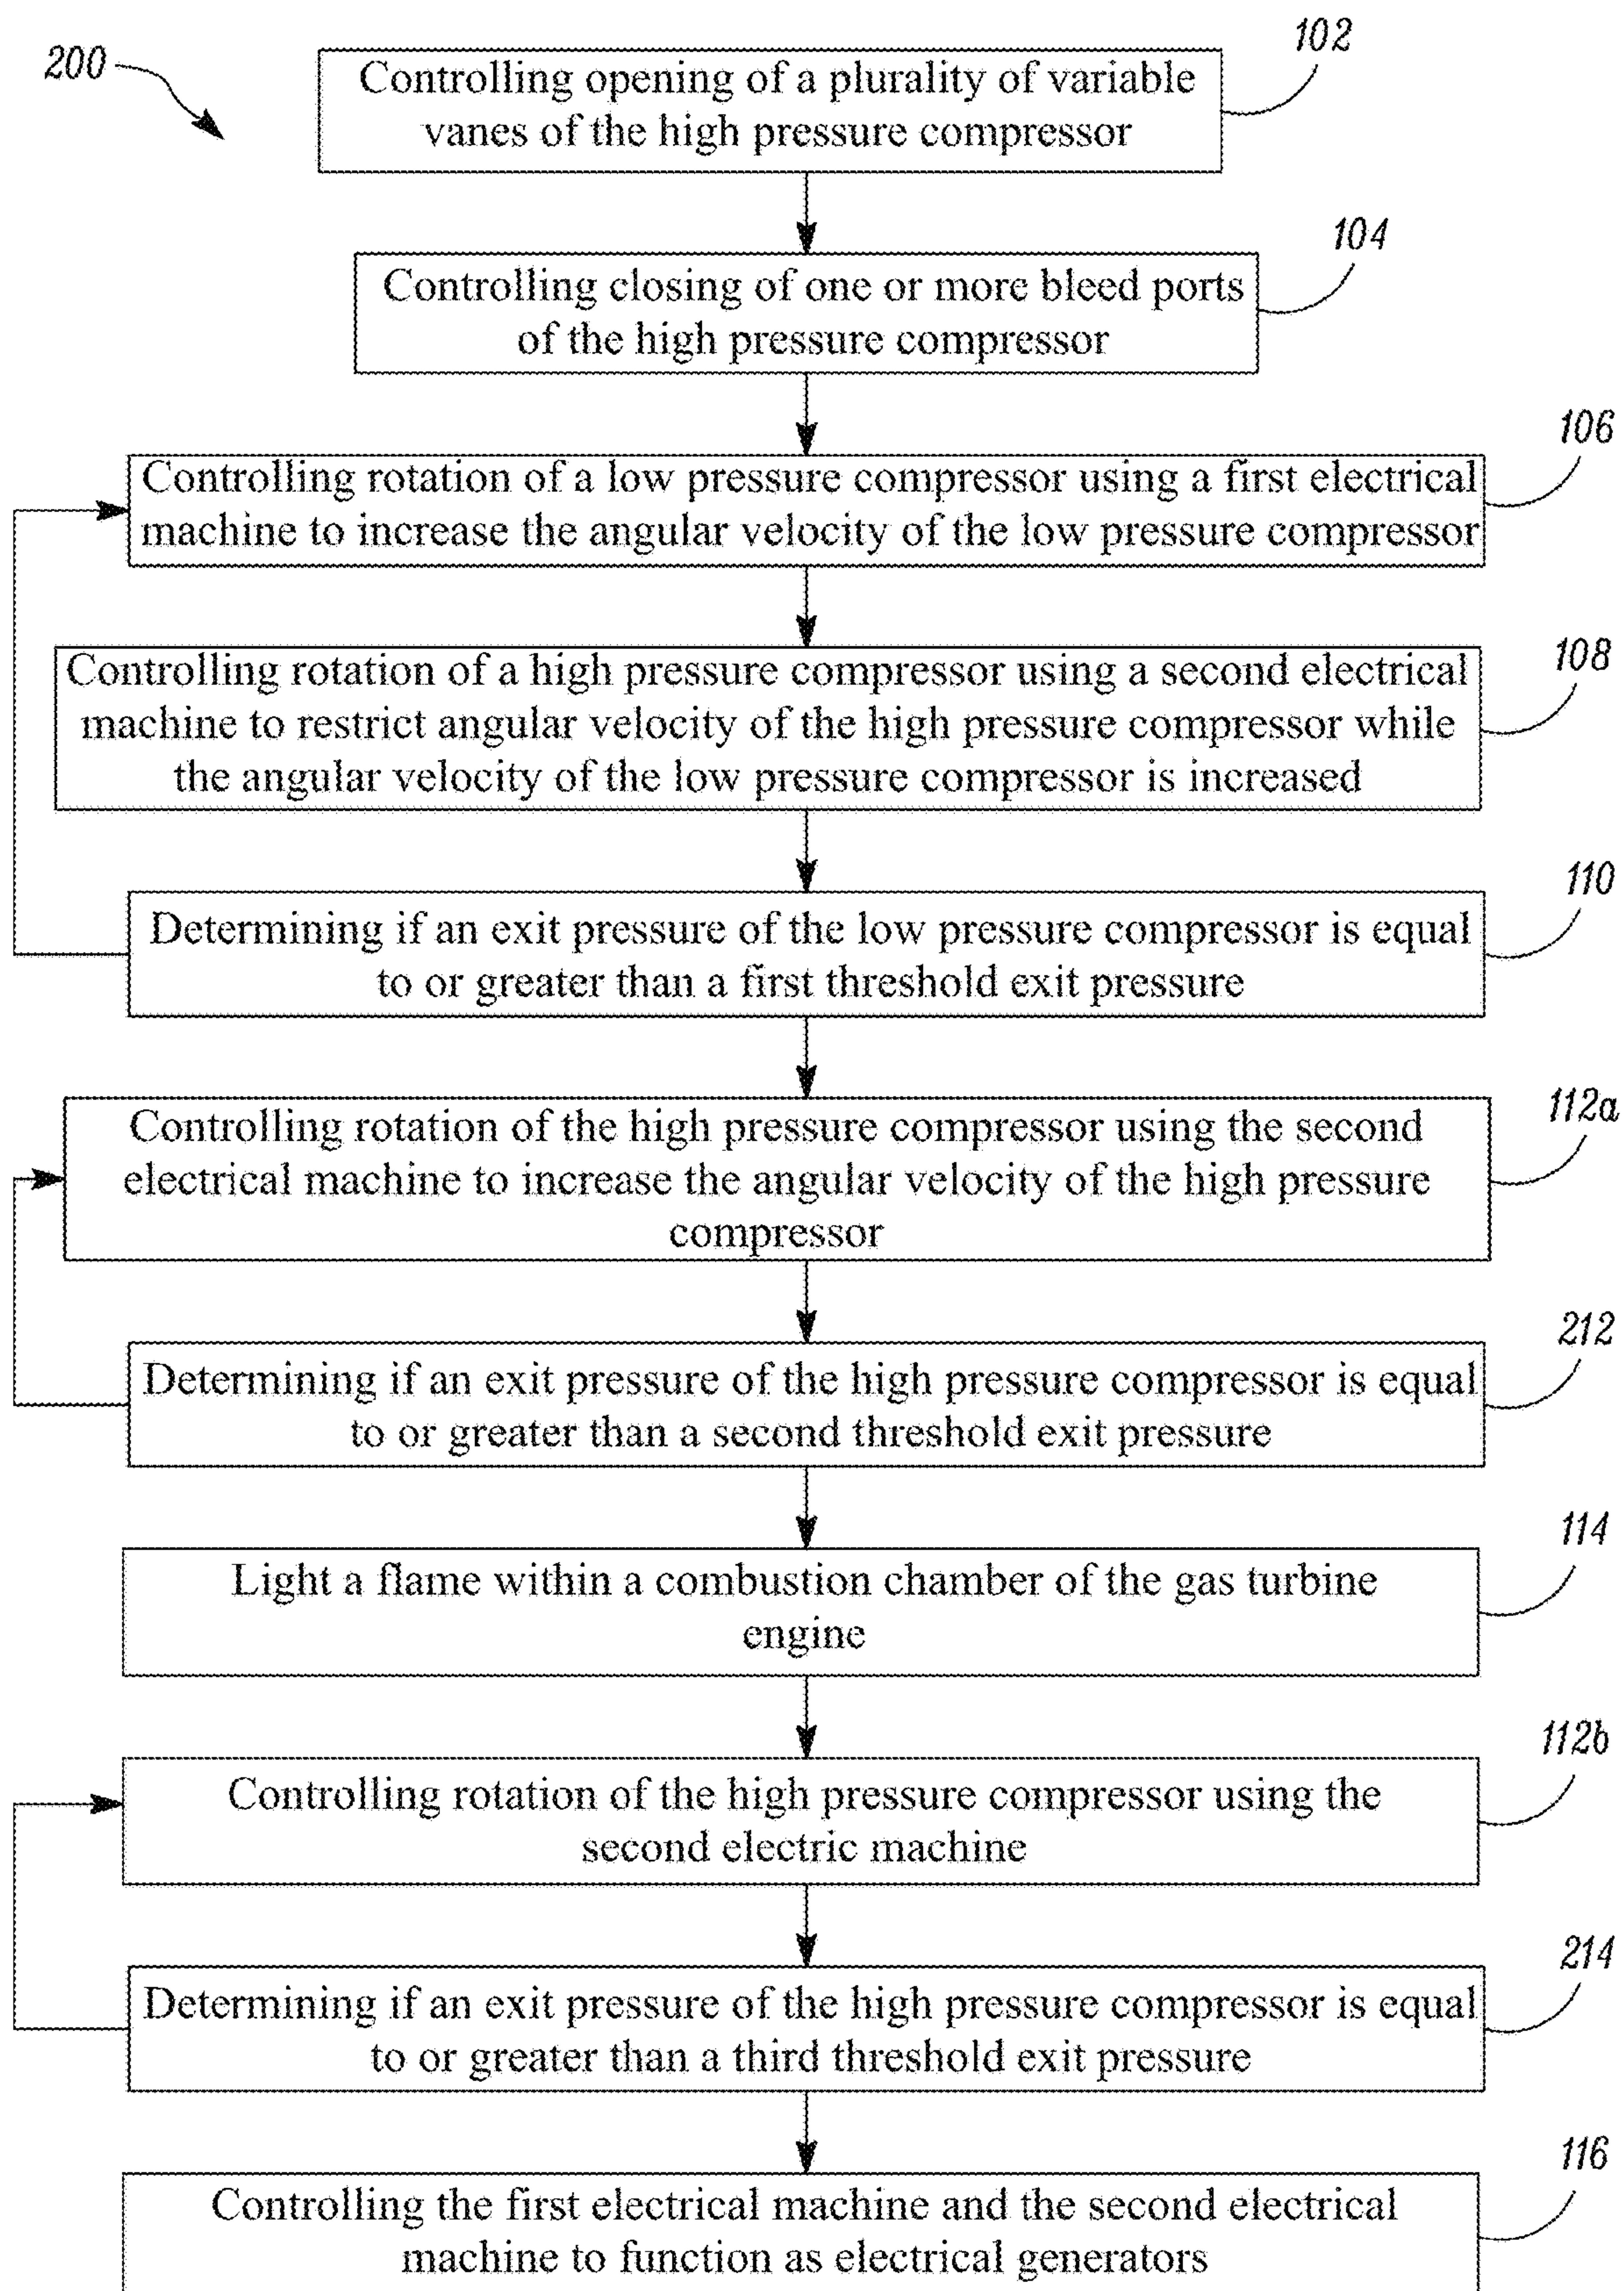 200
102
Controlling opening of a plurality of variable
vanes of the high pressure compressor
104
Controlling closing of one or more bleed ports
of the high pressure compressor
106
Controlling rotation of a low pressure compressor using a first electrical
machine to increase the angular velocity of the low pressure compressor
108
Controlling rotation of a high pressure compressor using a second electrical
machine to restrict angular velocity of the high pressure compressor while
the angular velocity of the low pressure compressor is increased
110
Determining if an exit pressure of the low pressure compressor is equal
to or greater than a first threshold exit pressure
112a
Controlling rotation of the high pressure compressor using the second
electrical machine to increase the angular velocity of the high pressure
compressor
212
Determining if an exit pressure of the high pressure compressor is equal
to or greater than a second threshold exit pressure
114
Light a flame within a combustion chamber of the gas turbine
engine
112b
Controlling rotation of the high pressure compressor using the
second electric machine
214
Determining if an exit pressure of the high pressure compressor is equal
to or greater than a third threshold exit pressure
116
Controlling the first electrical machine and the second electrical
machine to function as electrical generators